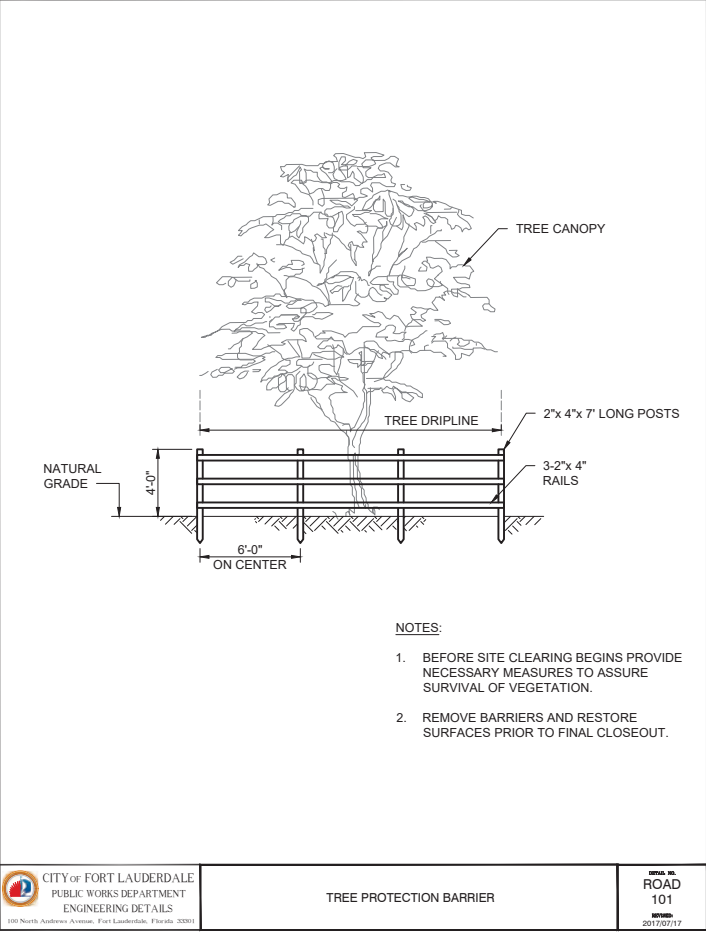 TREE CANOPY
TREE DRIPLINE
2"x 4"x 7' LONG POSTS
3-2"x 4"
RAILS
NATURAL
GRADE
4'-0"
6'-0"
ON CENTER
NOTES:
1. BEFORE SITE CLEARING BEGINS PROVIDE
NECESSARY MEASURES TO ASSURE
SURVIVAL OF VEGETATION.
2. REMOVE BARRIERS AND RESTORE
SURFACES PRIOR TO FINAL CLOSEOUT.
CITY OF FORT LAUDERDALE
PUBLIC WORKS DEPARTMENT
ENGINEERING DETAILS
100 North Andrews Avenue, Fort Lauderdale, Florida 33301
TREE PROTECTION BARRIER
DETAIL NO.
ROAD
101
REVISED:
2017/07/17